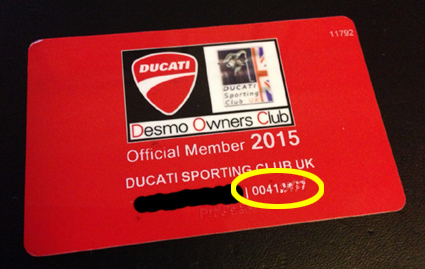 11792
DUCATI
DUCATI
Sporting
Club UK
Desmo Owners Club
Official Member 2015
DUCATI SPORTING CLUB UK